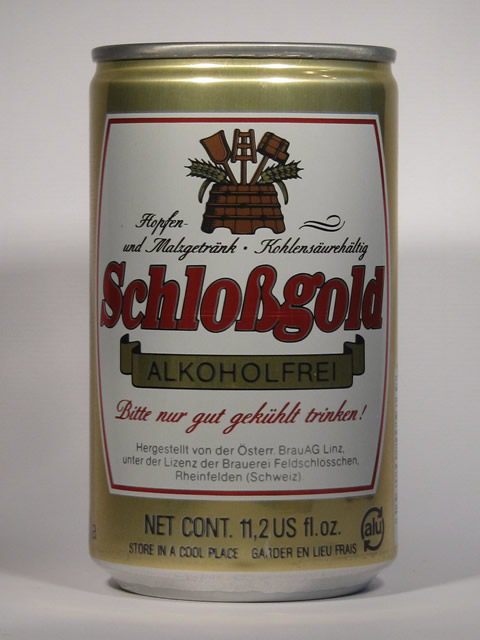 Hopfen-
und Malzgetränk • Kohlensäurehältig
Schloßgold
ALKOHOLFREI
Bitte nur gut gekühlt trinken!
Hergestellt von der Österr. BrauAG Linz,
unter der Lizenz der Brauerei Feldschlosschen,
Rheinfelden (Schweiz)
NET CONT. 11,2 US fl.oz.
alu
STORE IN A COOL PLACE GARDER EN LIEU FRAIS